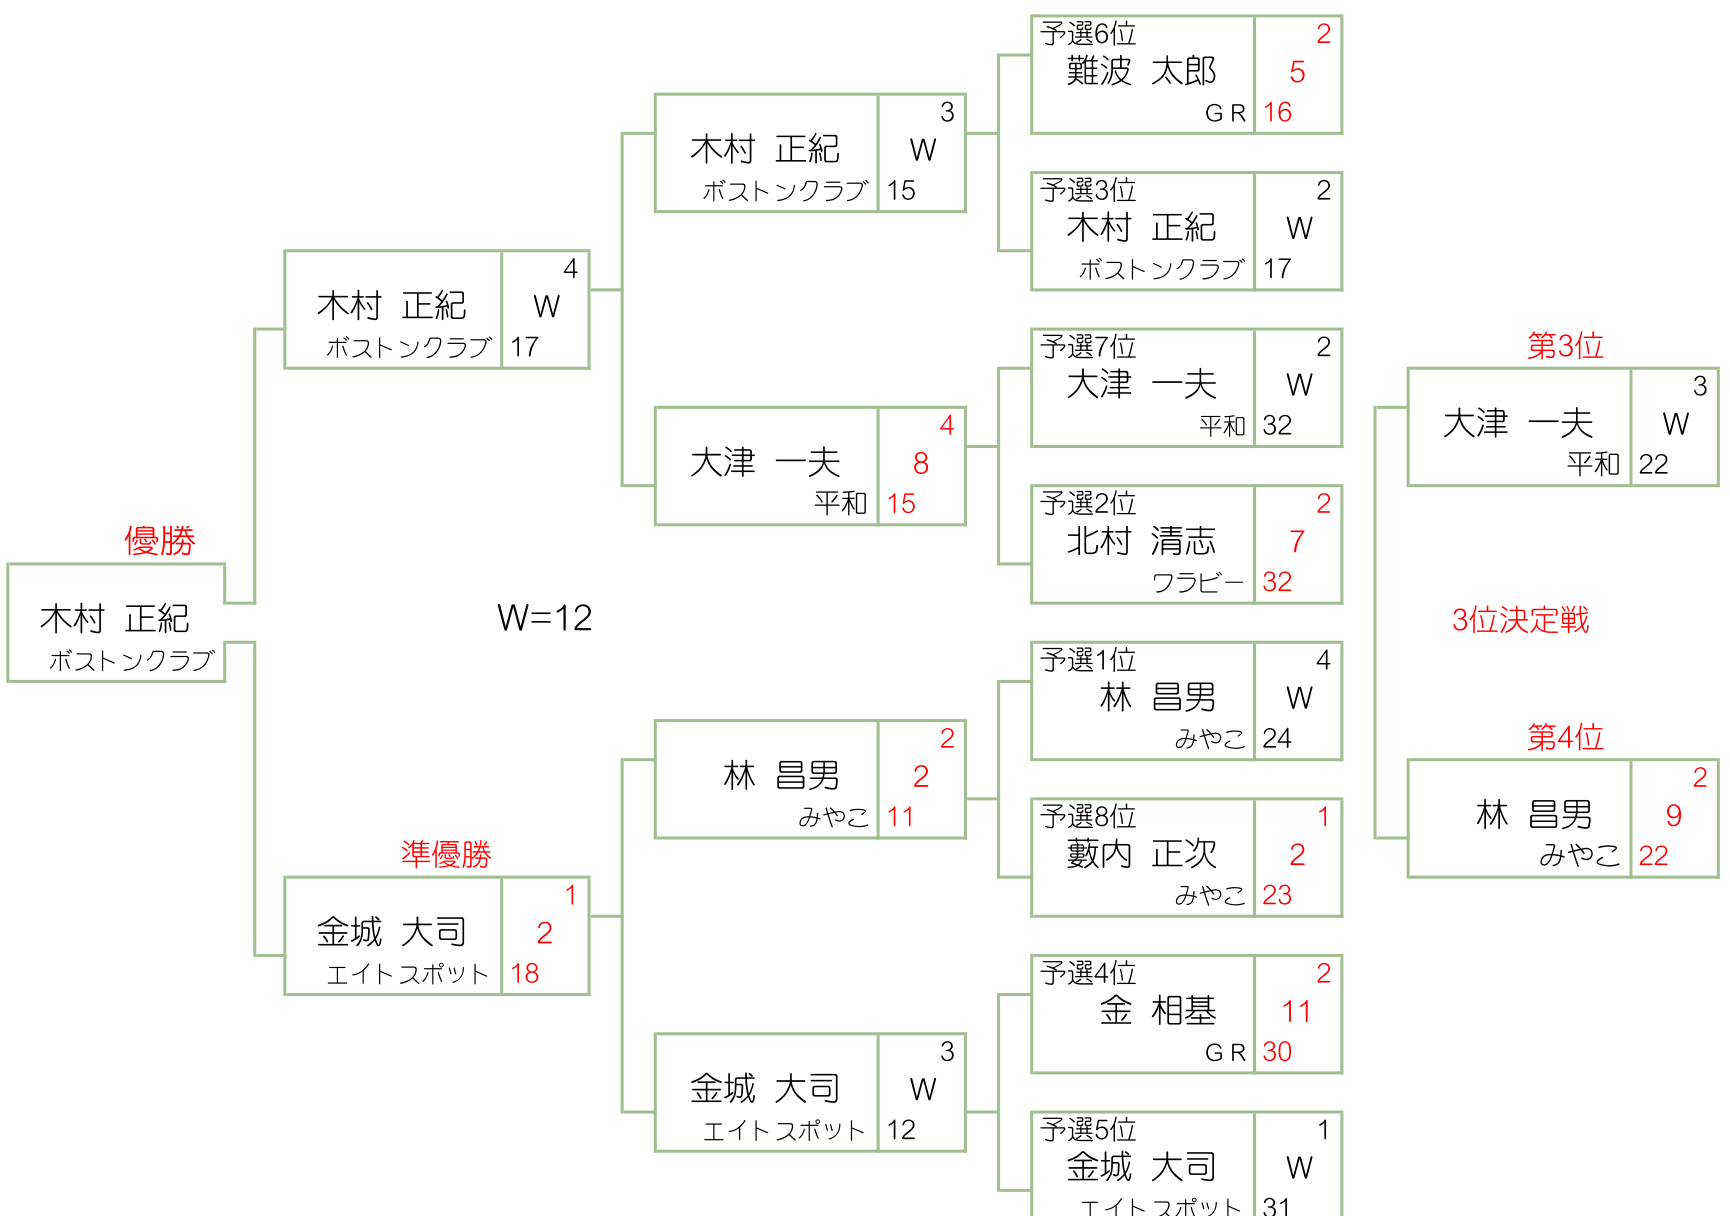 優勝
木村 正紀
ボストンクラブ
4
木村 正紀 W
ボストンクラブ 17
W=12
準優勝
1
金城 大司 2
エイトスポット 18
3
木村 正紀 W
ボストンクラブ 15
4
大津 一夫 8
平和 15
2
林 昌男 2
みやこ 11
3
金城 大司 W
エイトスポット 12
予選6位 2
難波 太郎 5
GR 16
予選3位 2
木村 正紀 W
ボストンクラブ 17
予選7位 2
大津 一夫 W
平和 32
予選2位 2
北村 清志 7
ワラビー 32
予選1位 4
林 昌男 W
みやこ 24
予選8位 1
藪内 正次 2
みやこ 23
予選4位 2
金 相基 11
GR 30
予選5位 1
金城 大司 W
エイトスポット 31
第3位
3
大津 一夫 W
平和 22
3位決定戦
第4位
2
林 昌男 9
みやこ 22